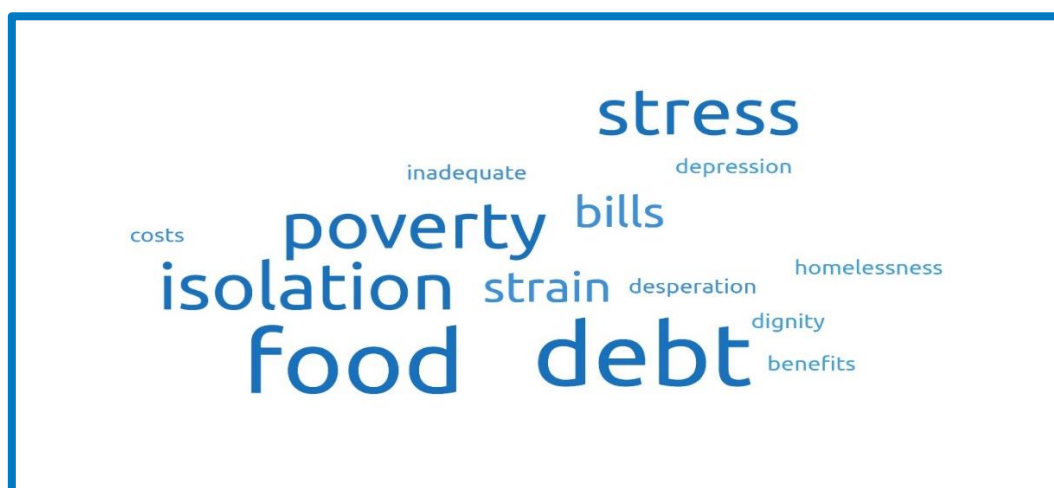 stress
depression
inadequate
bills
poverty
costs
homelessness
isolation
strain
desperation
dignity
food
debt
benefits